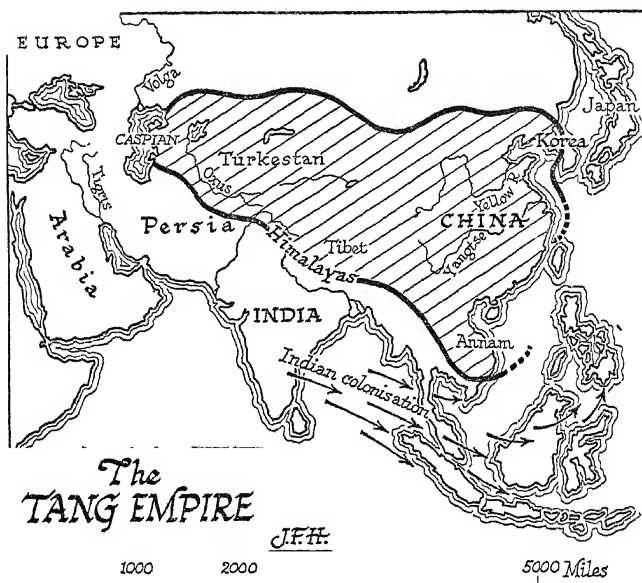 EUROPE
Volga
CASPIAN
Turkestan
Oxus
Tigris
Persia
Arabia
Himalayas
Tibet
INDIA
CHINA
Yellow R.
Yangtse
Korea
Japan
Annam
Indian colonisation
The
TANG EMPIRE
J.F.H.
1000 2000 5000 Miles